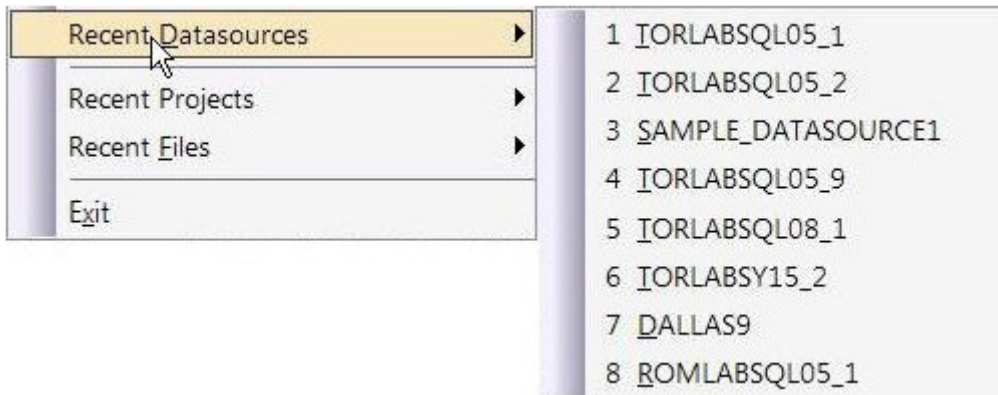 Recent Datasources
Recent Projects
Recent Files
Exit
1 TORLABSQL05_1
2 TORLABSQL05_2
3 SAMPLE_DATASOURCE1
4 TORLABSQL05_9
5 TORLABSQL08_1
6 TORLABSY15_2
7 DALLAS9
8 ROMLABSQL05_1